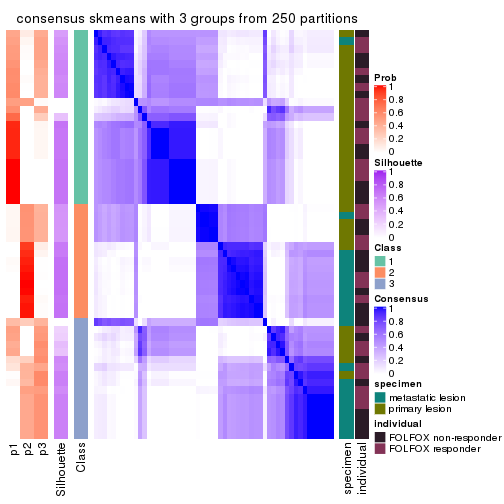 consensus skmeans with 3 groups from 250 partitions
Prob
1
0.8
0.6
0.4
0.2
0
Silhouette
1
0.8
0.6
0.4
0.2
0
Class
1
2
3
Consensus
1
0.8
0.6
0.4
0.2
0
specimen
metastatic lesion
primary lesion
individual
FOLFOX non-responder
FOLFOX responder
p1
p2
p3
Silhouette
Class
specimen
individual